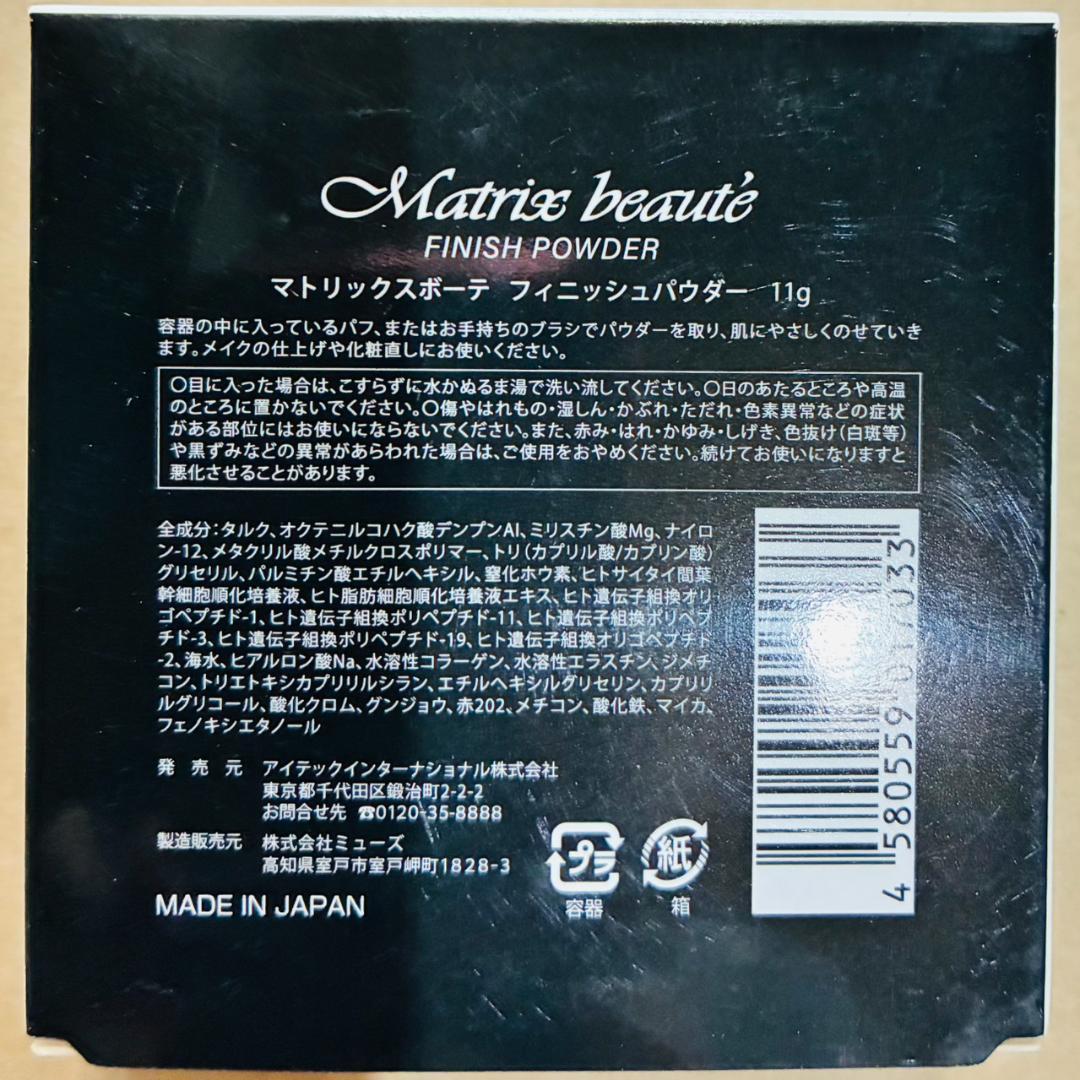 Matrix beauté
FINISH POWDER
マトリックスボーテ フィニッシュパウダー 11g
容器の中に入っているパフ、またはお手持ちのブラシでパウダーを取り、肌にやさしくのせていき
ます。メイクの仕上げや化粧直しにお使いください。
〇目に入った場合は、こすらずに水かぬるま湯で洗い流してください。〇日のあたるところや高温
のところに置かないでください。〇傷やはれもの・湿しん・かぶれ・ただれ・色素異常などの症状
がある部位にはお使いにならないでください。また、赤み・はれ・かゆみ・しげき、色抜け(白斑等)
や黒ずみなどの異常があらわれた場合は、ご使用をおやめください。続けてお使いになりますと
悪化させることがあります。
全成分:タルク、オクテニルコハク酸デンプンAl、ミリスチン酸Mg、ナイロ
ン-12、メタクリル酸メチルクロスポリマー、トリ(カプリル酸/カプリン酸)
グリセリル、パルミチン酸エチルヘキシル、窒化ホウ素、ヒトサイタイ間葉
幹細胞順化培養液、ヒト脂肪細胞順化培養液エキス、ヒト遺伝子組換オリ
ゴペプチド-1、ヒト遺伝子組換ポリペプチド-11、ヒト遺伝子組換ポリペプ
チド-3、ヒト遺伝子組換ポリペプチド-19、ヒト遺伝子組換オリゴペプチド
-2、海水、ヒアルロン酸Na、水溶性コラーゲン、水溶性エラスチン、ジメチ
コン、トリエトキシカプリリルシラン、エチルヘキシルグリセリン、カプリリ
ルグリコール、酸化クロム、グンジョウ、赤202、メチコン、酸化鉄、マイカ、
フェノキシエタノール
発売元 アイテックインターナショナル株式会社
東京都千代田区鍛治町2-2-2
お問合せ先 ☎0120-35-8888
製造販売元 株式会社ミューズ
高知県室戸市室戸岬町1828-3
MADE IN JAPAN
プラ
容器
紙
箱
4 580559 017033